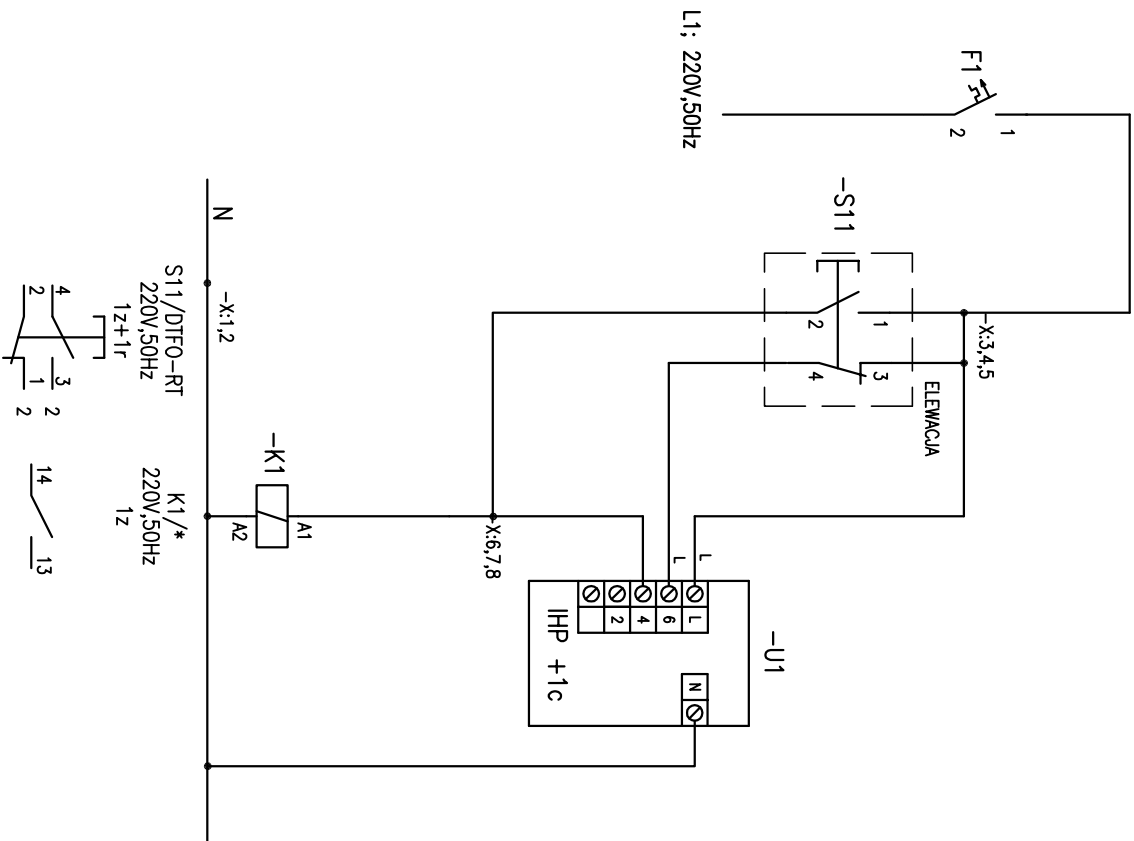 L1; 220V,50Hz
F1
1
2
-S11
1
2
3
4
ELEWACJA
-X:3,4,5
N
-X:1,2
-K1
A1
A2
-X:6,7,8
-U1
L
L
L
6
4
2
N
IHP +1c
S11/DTFO-RT
220V,50Hz
1z+1r
4
3
2
2
1
2
K1/*
220V,50Hz
1z
14
13